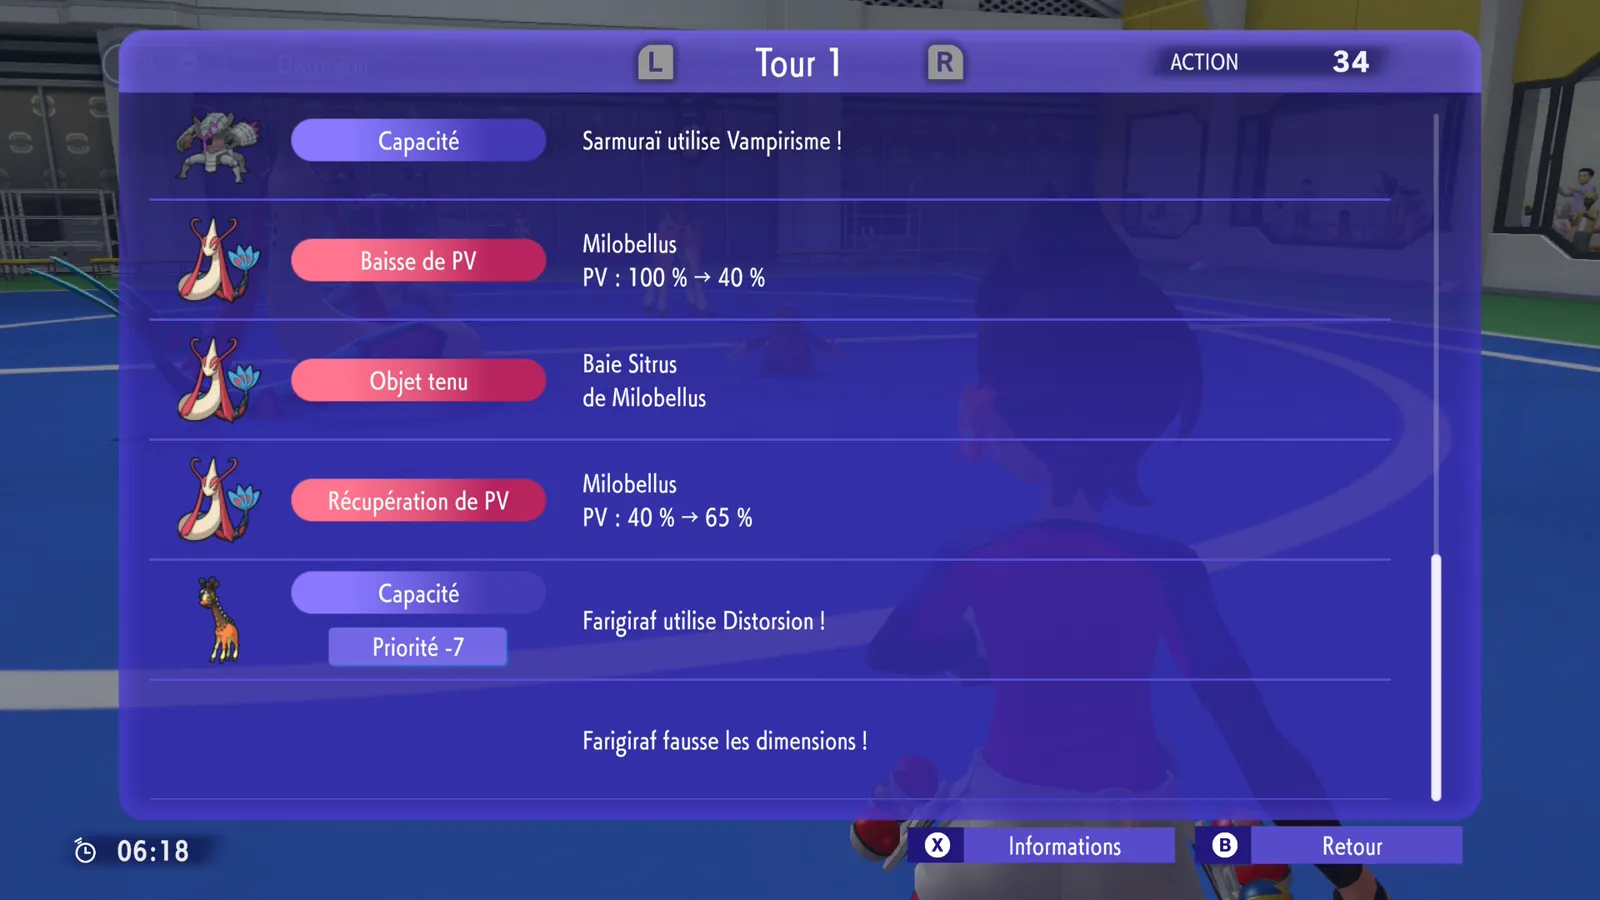 Distorsion
L
Tour 1
R
ACTION
34
Capacité
Sarmuraï utilise Vampirisme !
Baisse de PV
Milobellus
PV : 100 % → 40 %
Objet tenu
Baie Sitrus
de Milobellus
Récupération de PV
Milobellus
PV : 40 % → 65 %
Capacité
Priorité -7
Farigiraf utilise Distorsion !
Farigiraf fausse les dimensions !
06:18
X Informations
B Retour